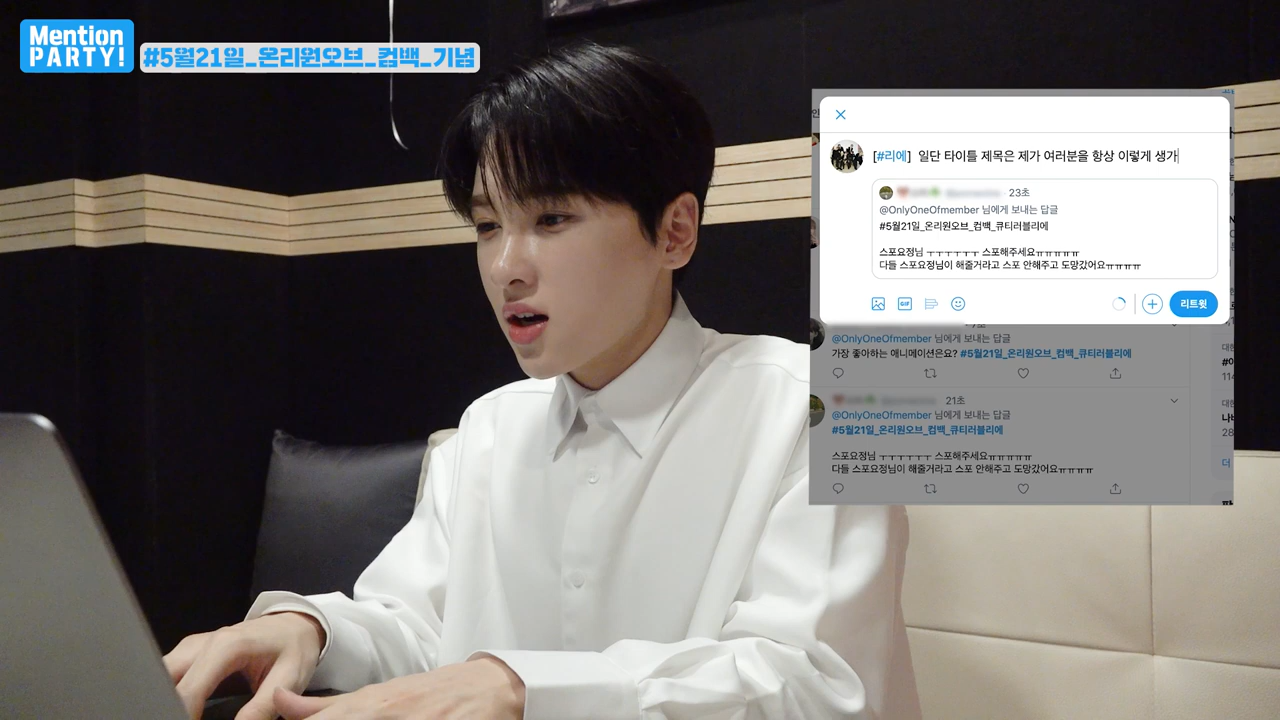 Mention
PARTY!
#5월21일_온리원오브_컴백_기념
[#리에] 일단 타이틀 제목은 제가 여러분을 항상 이렇게 생가
23초
@OnlyOneOfmember 님에게 보내는 답글
#5월21일_온리원오브_컴백_큐티러블리에
스포요정님 ㅜㅜㅜㅜㅜㅜ 스포해주세요ㅠㅠㅠㅠㅠ
다들 스포요정님이 해줄거라고 스포 안해주고 도망갔어요ㅠㅠㅠㅠ
GIF
리트윗
@OnlyOneOfmember 님에게 보내는 답글
가장 좋아하는 애니메이션은요? #5월21일_온리원오브_컴백_큐티러블리에
21초
@OnlyOneOfmember 님에게 보내는 답글
#5월21일_온리원오브_컴백_큐티러블리에
스포요정님 ㅜㅜㅜㅜㅜㅜ 스포해주세요ㅠㅠㅠㅠㅠ
다들 스포요정님이 해줄거라고 스포 안해주고 도망갔어요ㅠㅠㅠㅠ
더